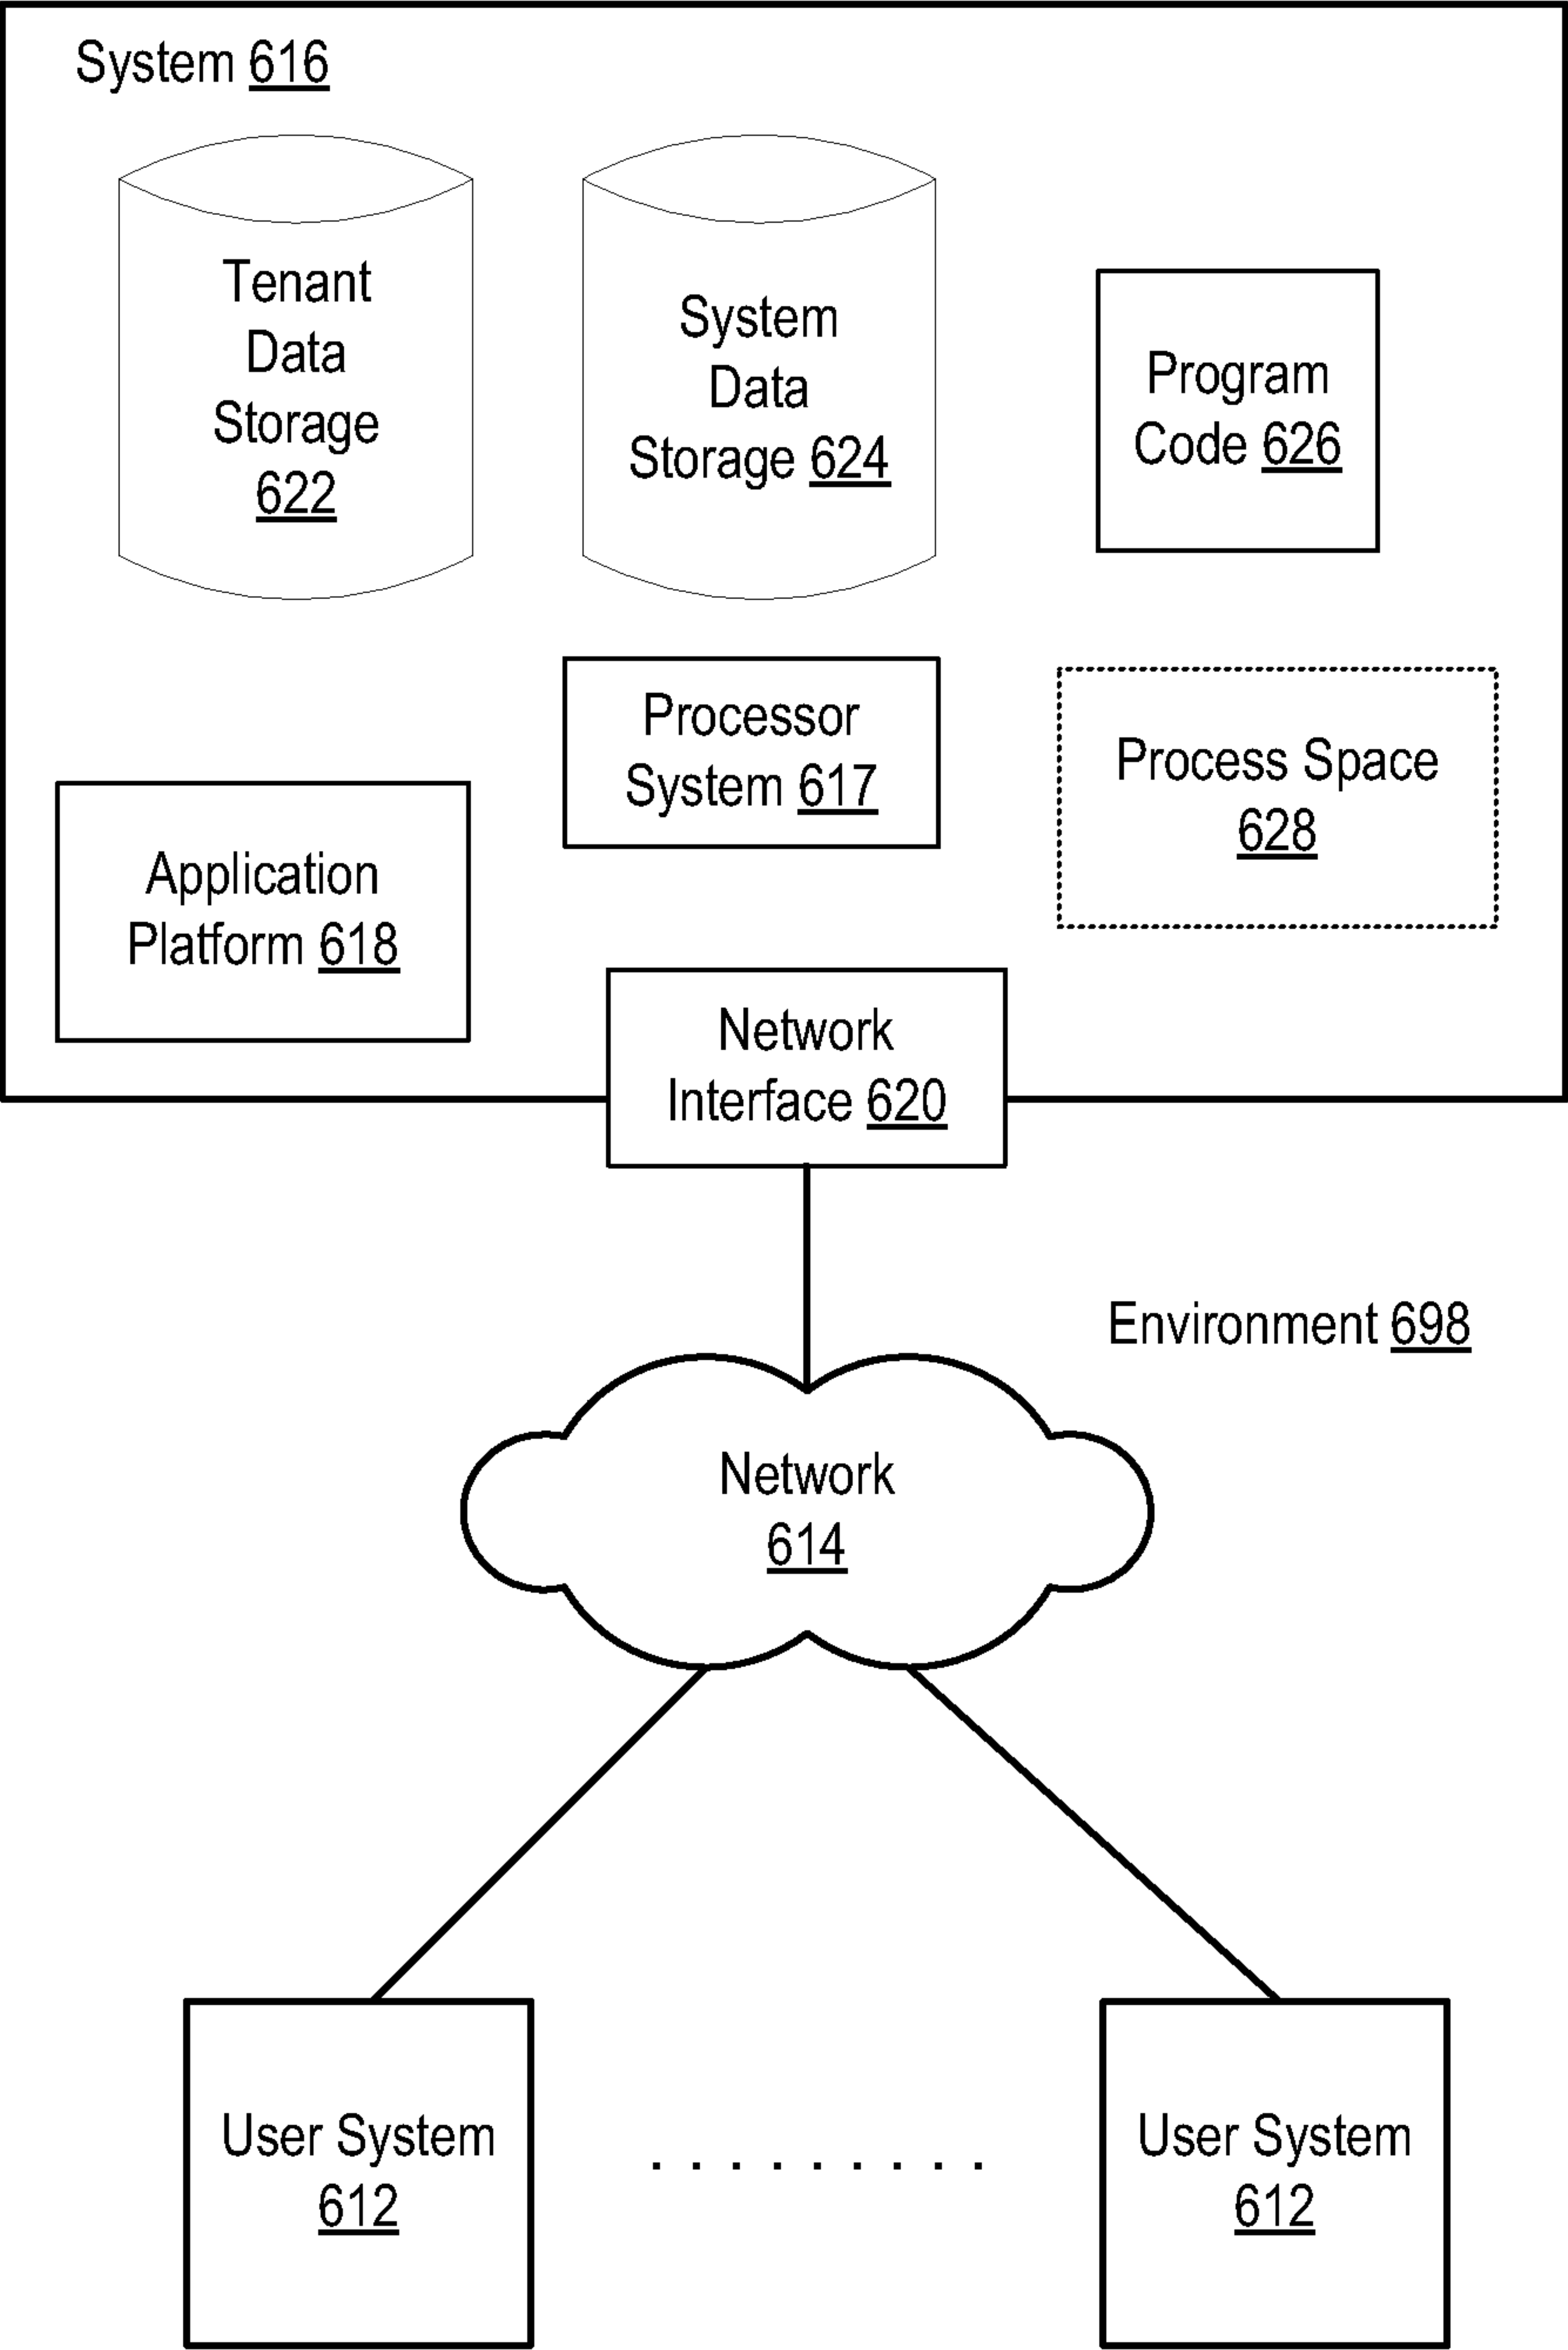 System 616
Tenant
Data
Storage
622
System
Data
Storage 624
Program
Code 626
Processor
System 617
Process Space
628
Application
Platform 618
Network
Interface 620
Environment 698
Network
614
User System
612
User System
612